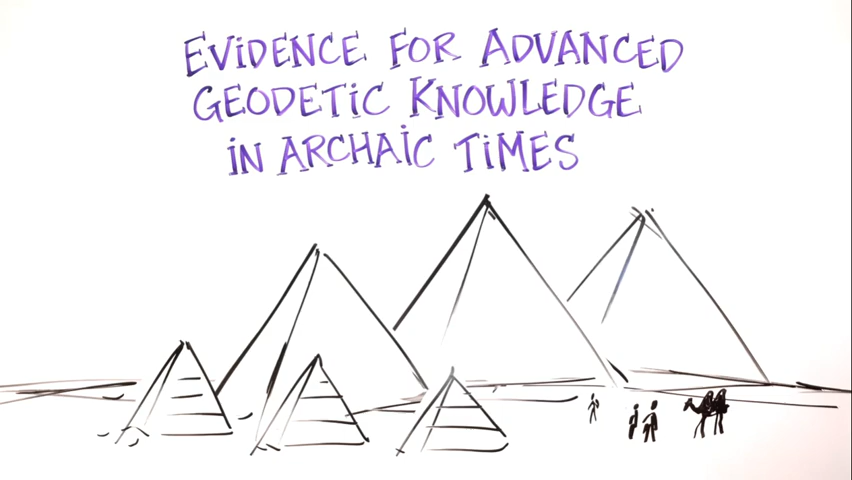 EViDENCE FOR ADVANCED
GEODETiC KNOWLEDGE
iN ARCHAiC TiMES